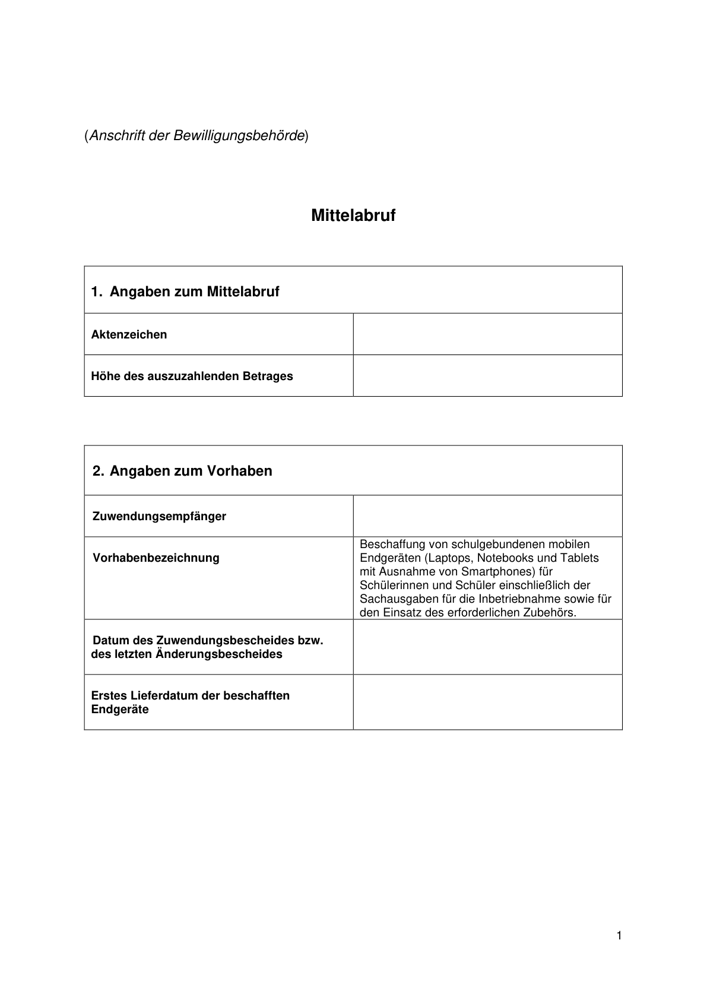 (Anschrift der Bewilligungsbehörde)
Mittelabruf
1. Angaben zum Mittelabruf
Aktenzeichen
Höhe des auszuzahlenden Betrages
2. Angaben zum Vorhaben
Zuwendungsempfänger
Vorhabenbezeichnung
Beschaffung von schulgebundenen mobilen
Endgeräten (Laptops, Notebooks und Tablets
mit Ausnahme von Smartphones) für
Schülerinnen und Schüler einschließlich der
Sachausgaben für die Inbetriebnahme sowie für
den Einsatz des erforderlichen Zubehörs.
Datum des Zuwendungsbescheides bzw.
des letzten Änderungsbescheides
Erstes Lieferdatum der beschafften
Endgeräte
1